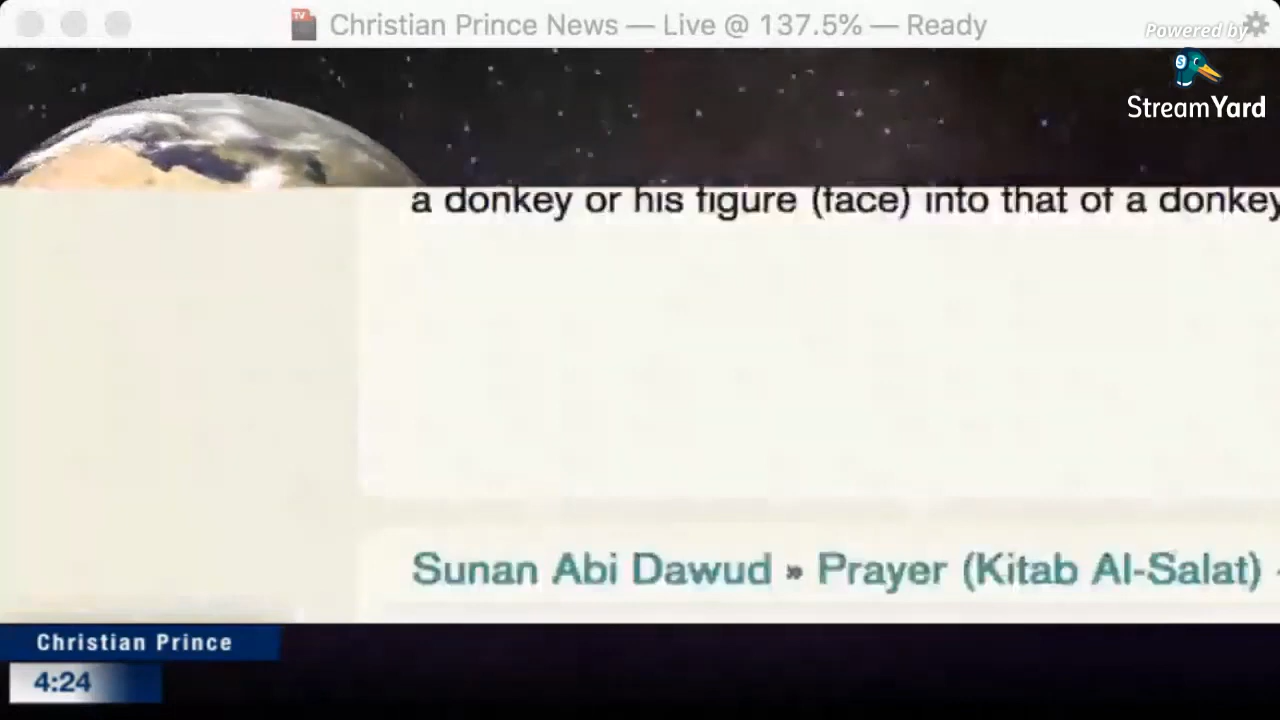 Christian Prince News — Live @ 137.5% — Ready
Powered by
StreamYard
a donkey or his figure (face) into that of a donkey
Sunan Abi Dawud » Prayer (Kitab Al-Salat)
Christian Prince
4:24